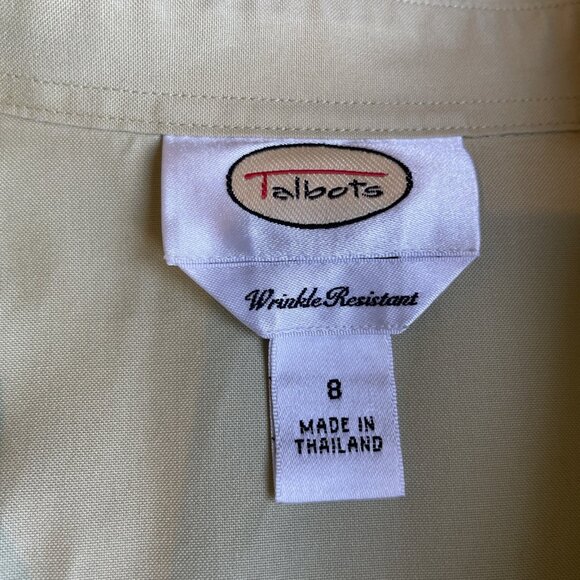 Talbots
Wrinkle Resistant
8
MADE IN
THAILAND